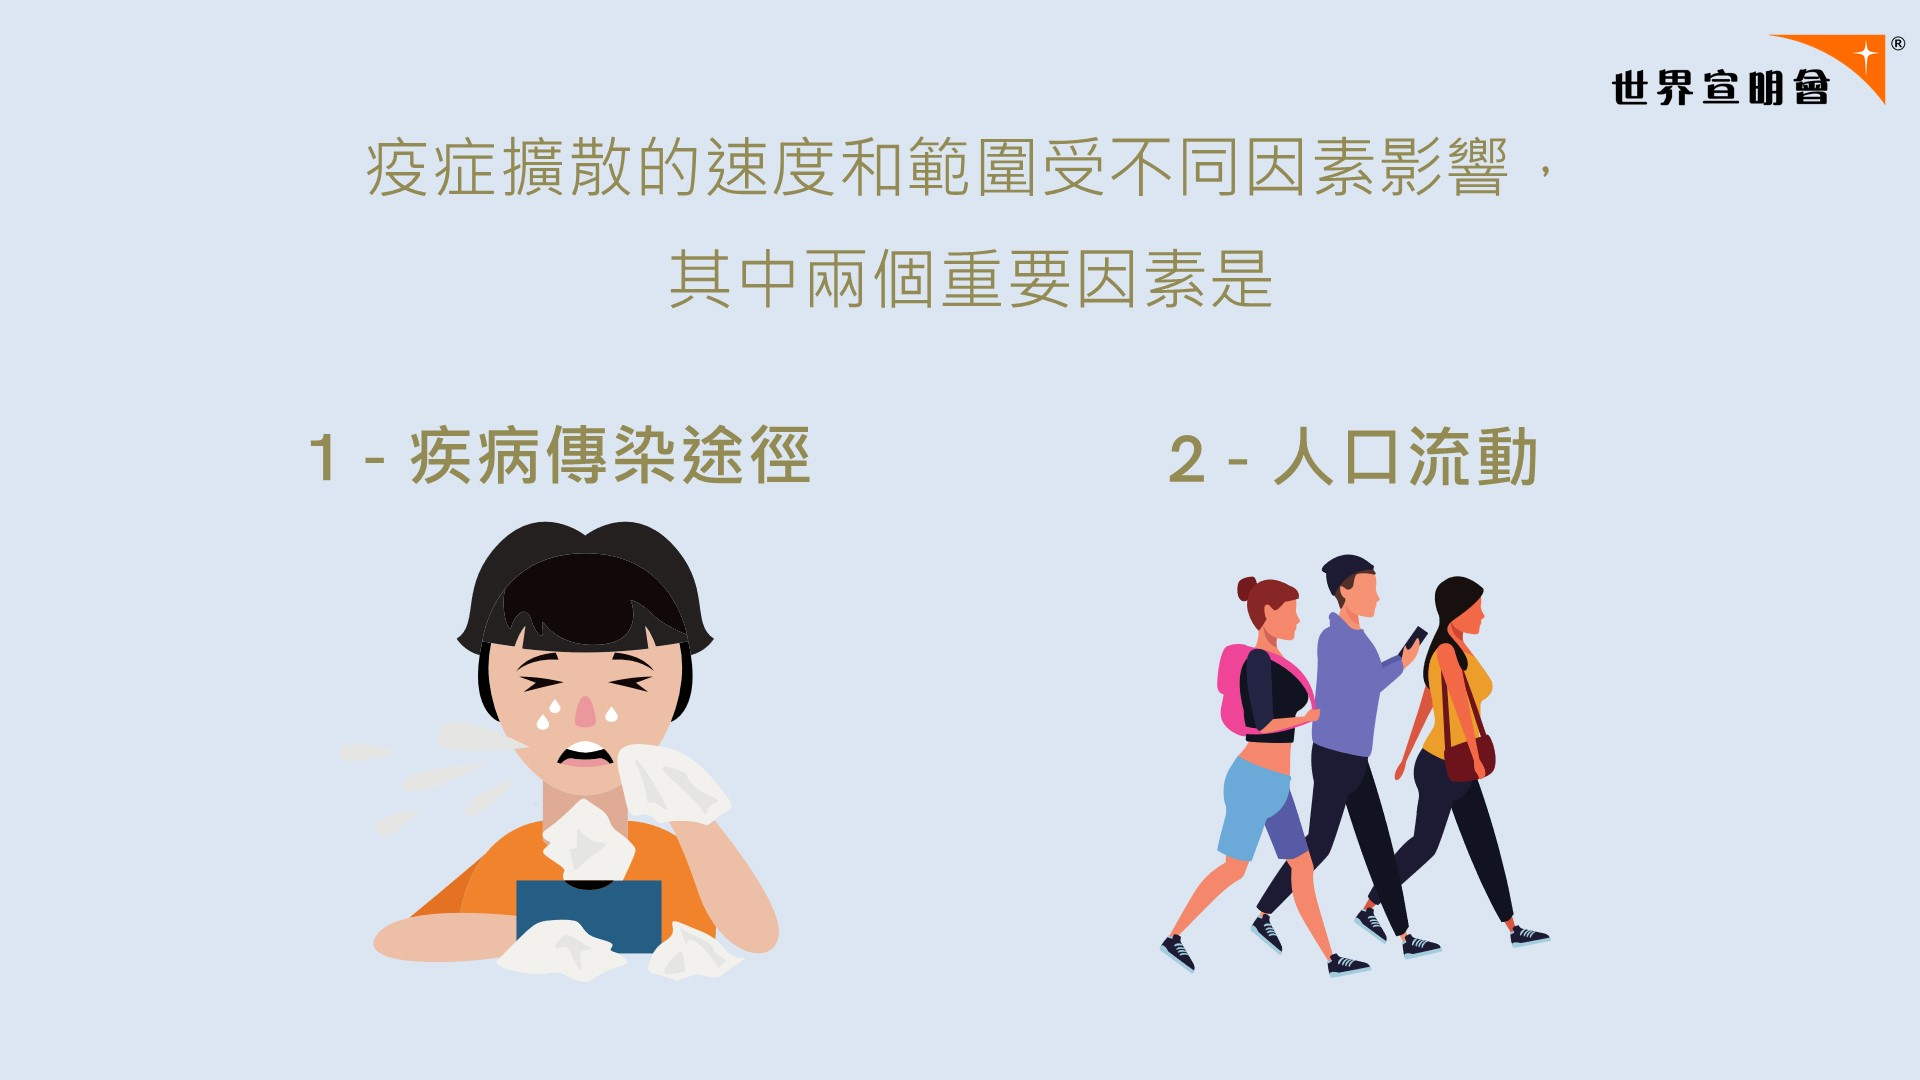 世界宣明會®
疫症擴散的速度和範圍受不同因素影響，
其中兩個重要因素是
1 - 疾病傳染途徑
2 - 人口流動